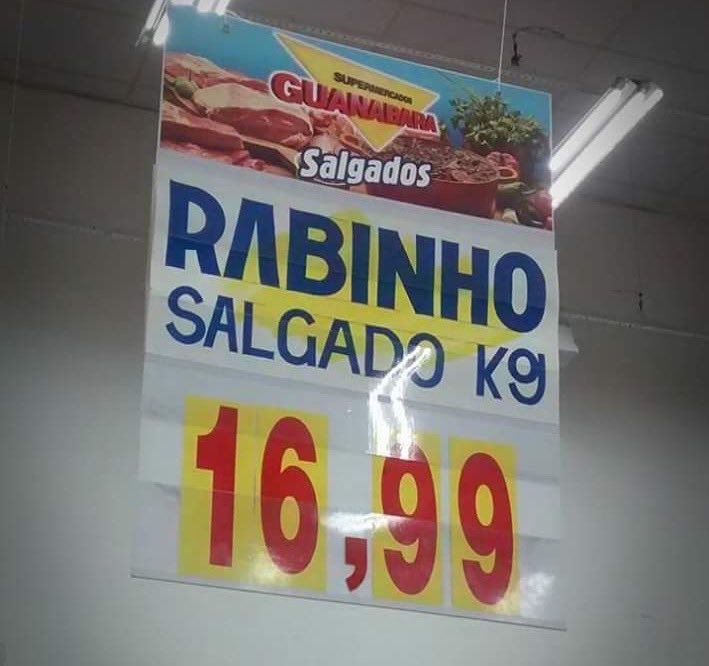 SUPERMERCADOS
GUANABARA
Salgados
RABINHO
SALGADO Kg
16,99